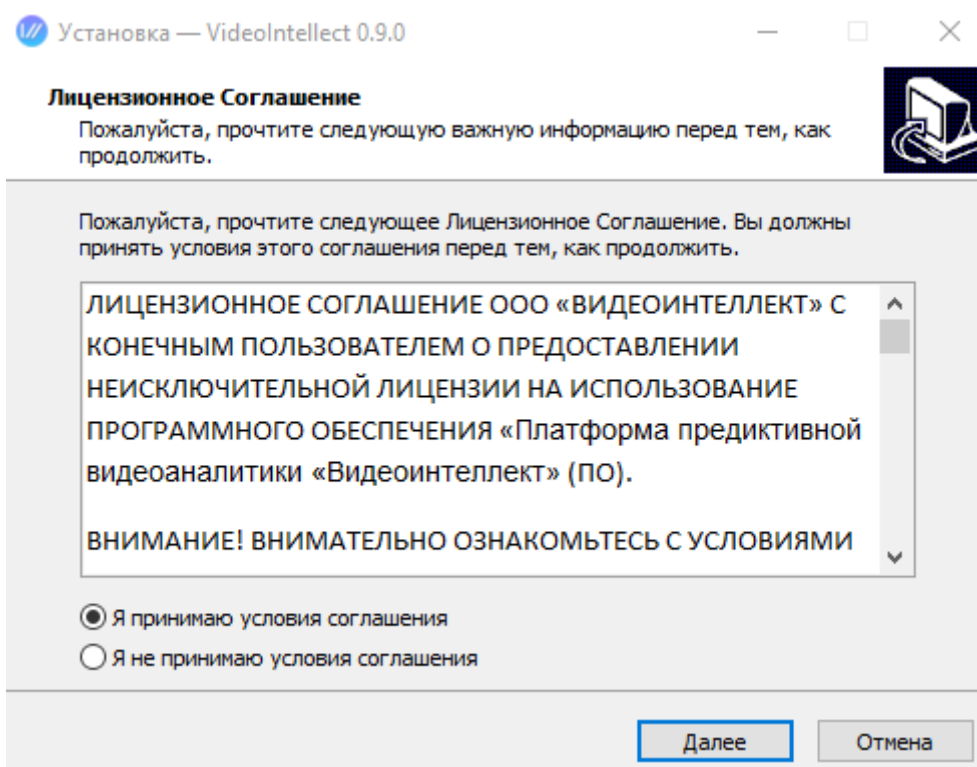 Установка — VideoIntellect 0.9.0
Лицензионное Соглашение
Пожалуйста, прочтите следующую важную информацию перед тем, как
продолжить.
Пожалуйста, прочтите следующее Лицензионное Соглашение. Вы должны
принять условия этого соглашения перед тем, как продолжить.
ЛИЦЕНЗИОННОЕ СОГЛАШЕНИЕ ООО «ВИДЕОИНТЕЛЛЕКТ» С
КОНЕЧНЫМ ПОЛЬЗОВАТЕЛЕМ О ПРЕДОСТАВЛЕНИИ
НЕИСКЛЮЧИТЕЛЬНОЙ ЛИЦЕНЗИИ НА ИСПОЛЬЗОВАНИЕ
ПРОГРАММНОГО ОБЕСПЕЧЕНИЯ «Платформа предиктивной
видеоаналитики «Видеоинтеллект» (ПО).
ВНИМАНИЕ! ВНИМАТЕЛЬНО ОЗНАКОМЬТЕСЬ С УСЛОВИЯМИ
Я принимаю условия соглашения
Я не принимаю условия соглашения
Далее
Отмена